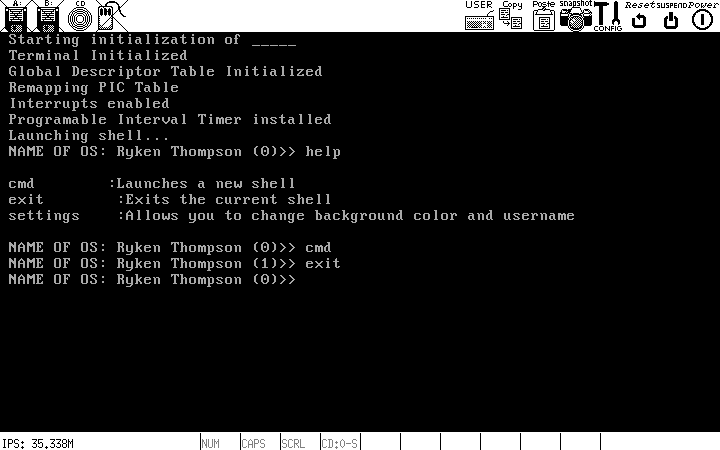 A: B: CD USER Copy Paste snapshot CONFIG Reset SUSPEND Power
Starting initialization of _____
Terminal Initialized
Global Descriptor Table Initialized
Remapping PIC Table
Interrupts enabled
Programable Interval Timer installed
Launching shell...
NAME OF OS: Ryken Thompson (0)>> help
cmd :Launches a new shell
exit :Exits the current shell
settings :Allows you to change background color and username
NAME OF OS: Ryken Thompson (0)>> cmd
NAME OF OS: Ryken Thompson (1)>> exit
NAME OF OS: Ryken Thompson (0)>>
IPS: 35.338M NUM CAPS SCRL CD:0-S